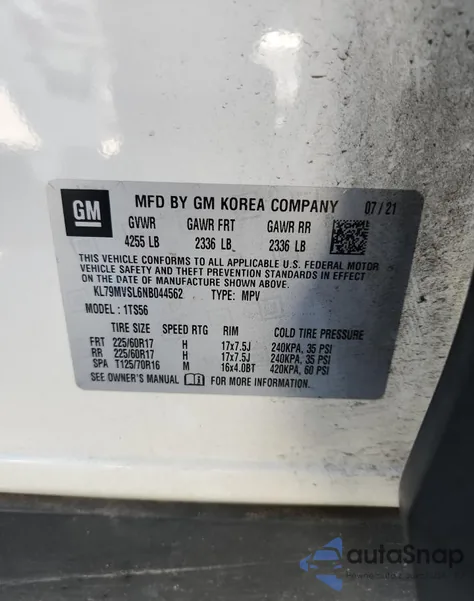 GM
MFD BY GM KOREA COMPANY 07/21
GVWR GAWR FRT GAWR RR
4255 LB 2336 LB 2336 LB
THIS VEHICLE CONFORMS TO ALL APPLICABLE U.S. FEDERAL MOTOR
VEHICLE SAFETY AND THEFT PREVENTION STANDARDS IN EFFECT ON THE
DATE OF MANUFACTURE SHOWN ABOVE.
KL79MVSL6NB044562 TYPE: MPV
MODEL: 1TS56
TIRE SIZE SPEED RTG RIM COLD TIRE PRESSURE
FRT 225/60R17 H 17x7.5J 240KPA, 35 PSI
RR 225/60R17 H 17x7.5J 240KPA, 35 PSI
SPA T125/70R16 M 16x4.0BT 420KPA, 60 PSI
SEE OWNER'S MANUAL FOR MORE INFORMATION.
autoSnap